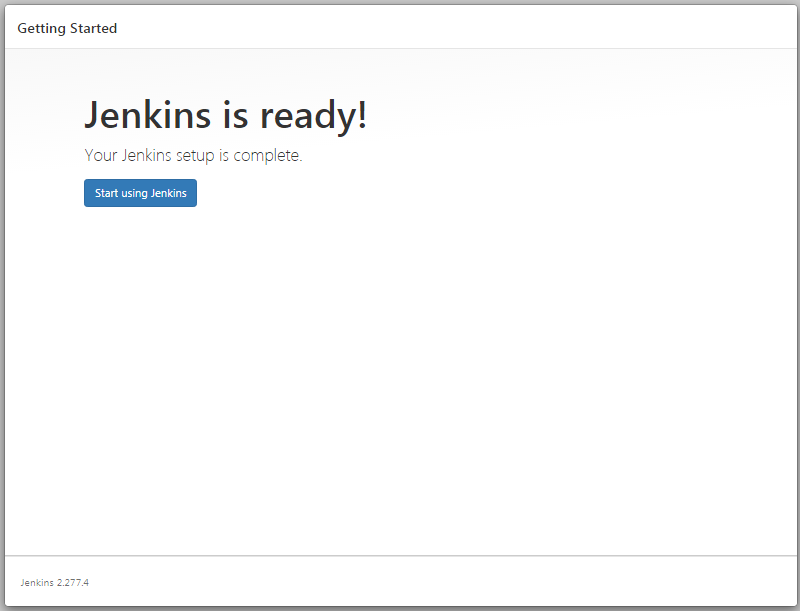 Getting Started
Jenkins is ready!
Your Jenkins setup is complete.
Start using Jenkins
Jenkins 2.277.4